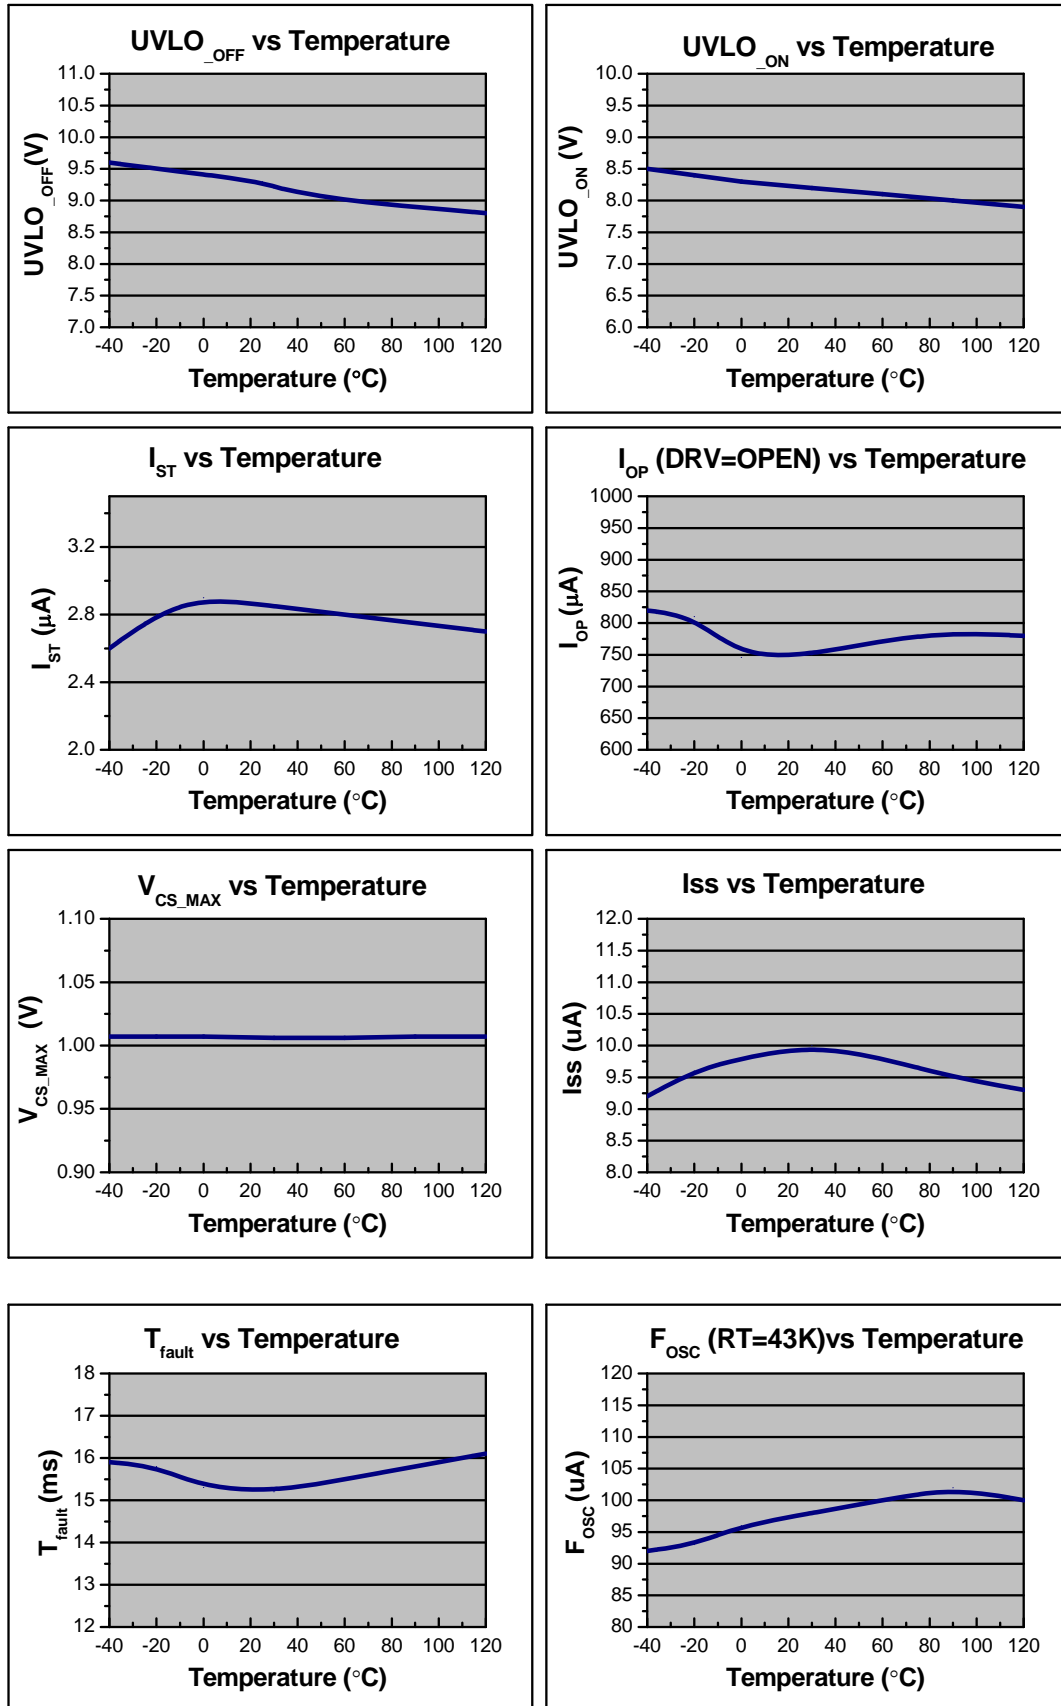 UVLO_OFF vs Temperature
11.0
10.5
10.0
9.5
9.0
8.5
8.0
7.5
7.0
UVLO_OFF(V)
-40 -20 0 20 40 60 80 100 120
Temperature (°C)
UVLO_ON vs Temperature
10.0
9.5
9.0
8.5
8.0
7.5
7.0
6.5
6.0
UVLO_ON (V)
-40 -20 0 20 40 60 80 100 120
Temperature (°C)
I_ST vs Temperature
3.2
2.8
2.4
2.0
I_ST (μA)
-40 -20 0 20 40 60 80 100 120
Temperature (°C)
I_OP (DRV=OPEN) vs Temperature
1000
950
900
850
800
750
700
650
600
I_OP (μA)
-40 -20 0 20 40 60 80 100 120
Temperature (°C)
V_CS_MAX vs Temperature
1.10
1.05
1.00
0.95
0.90
V_CS_MAX (V)
-40 -20 0 20 40 60 80 100 120
Temperature (°C)
Iss vs Temperature
12.0
11.5
11.0
10.5
10.0
9.5
9.0
8.5
8.0
Iss (uA)
-40 -20 0 20 40 60 80 100 120
Temperature (°C)
T_fault vs Temperature
18
17
16
15
14
13
12
T_fault (ms)
-40 -20 0 20 40 60 80 100 120
Temperature (°C)
F_OSC (RT=43K)vs Temperature
120
115
110
105
100
95
90
85
80
F_OSC (uA)
-40 -20 0 20 40 60 80 100 120
Temperature (°C)